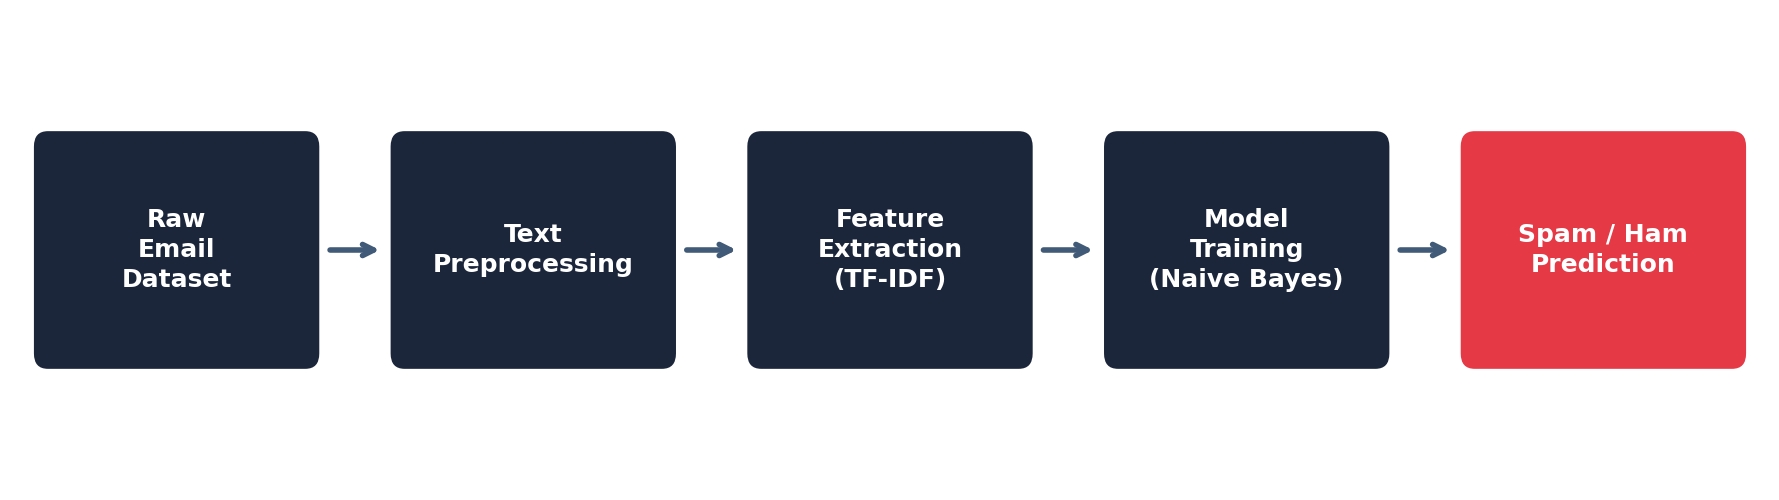 Raw
Email
Dataset
Text
Preprocessing
Feature
Extraction
(TF-IDF)
Model
Training
(Naive Bayes)
Spam / Ham
Prediction